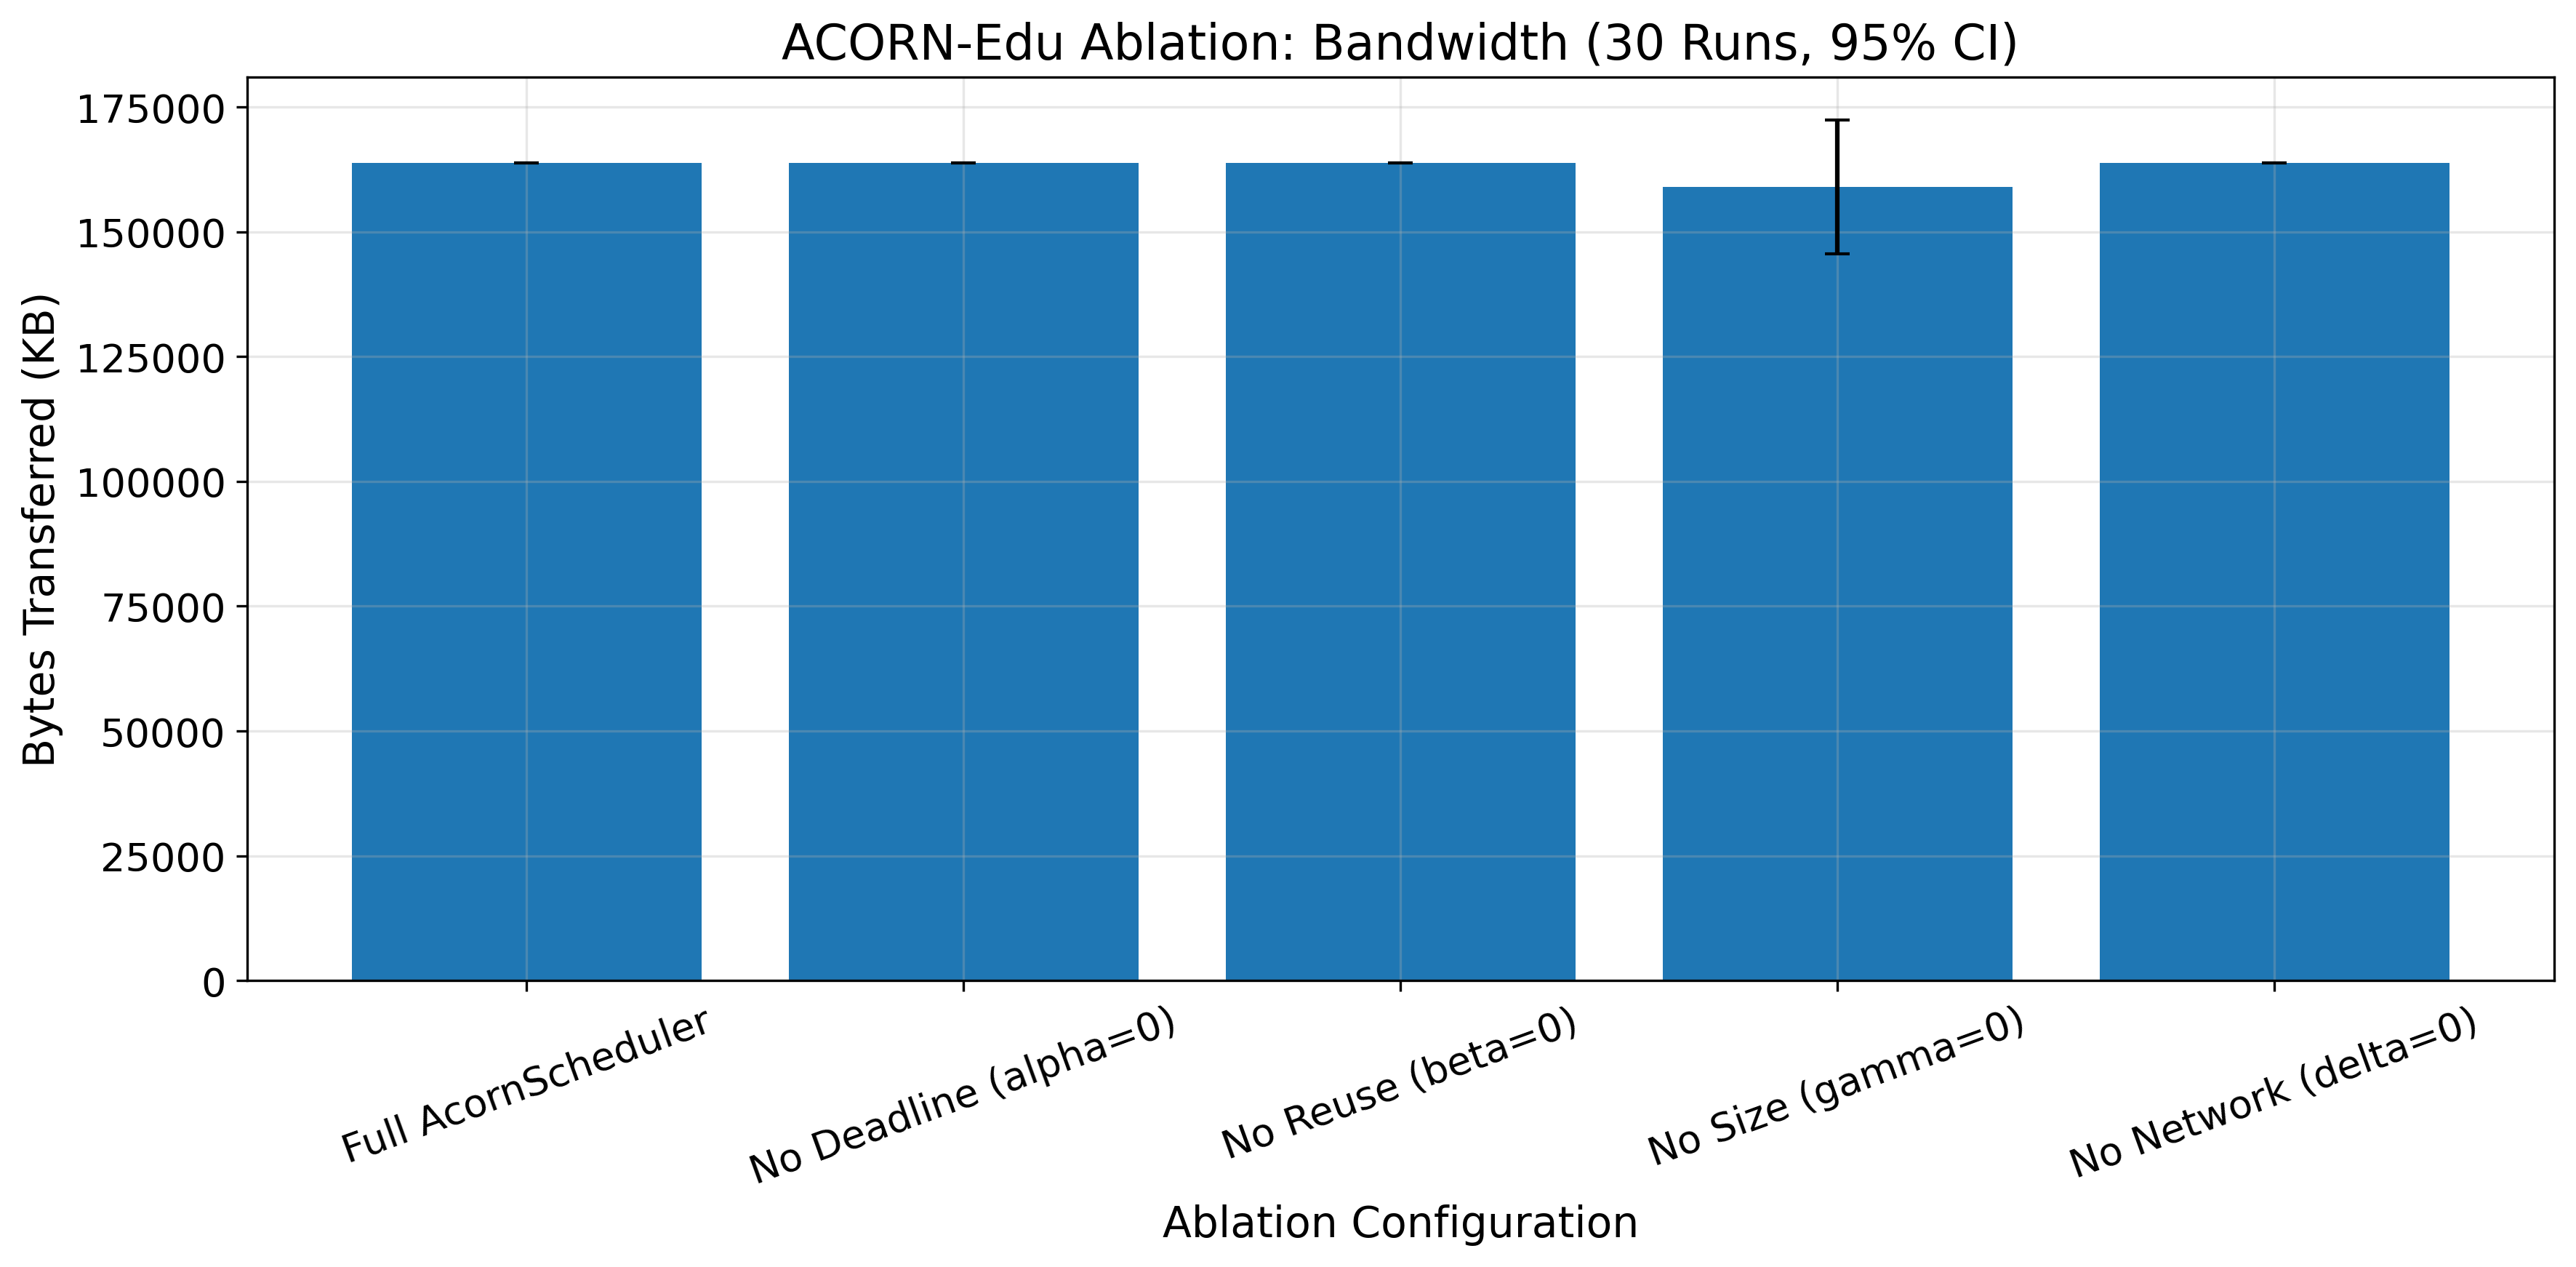 ACORN-Edu Ablation: Bandwidth (30 Runs, 95% CI)
Bytes Transferred (KB)
175000
150000
125000
100000
75000
50000
25000
0
Full AcornScheduler
No Deadline (alpha=0)
No Reuse (beta=0)
No Size (gamma=0)
No Network (delta=0)
Ablation Configuration